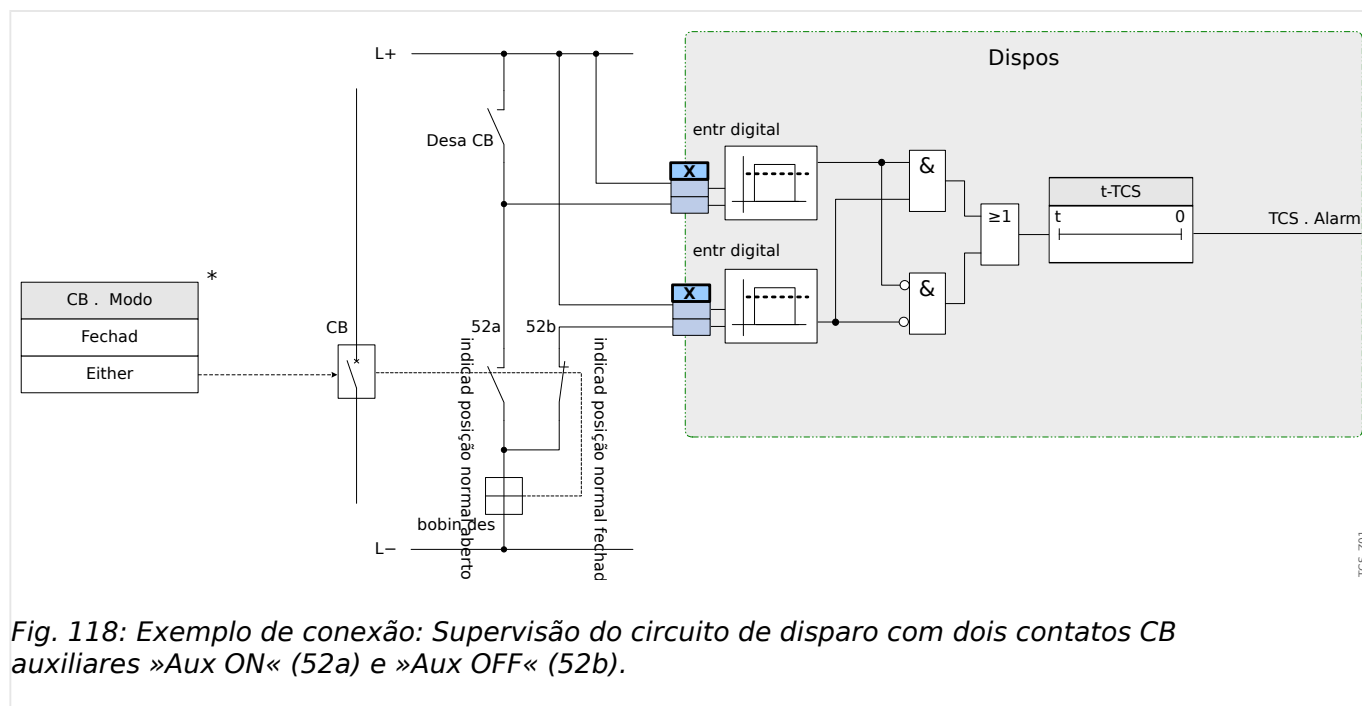 L+
Dispos
entr digital
Desa CB
X
&
t-TCS
≥1
t
0
TCS . Alarm
entr digital
*
CB . Modo
X
&
Fechad
CB
52a
52b
Either
indicad posição normal aberto
indicad posição normal fechad
bobin des
L−
Fig. 118: Exemplo de conexão: Supervisão do circuito de disparo com dois contatos CB
auxiliares »Aux ON« (52a) e »Aux OFF« (52b).